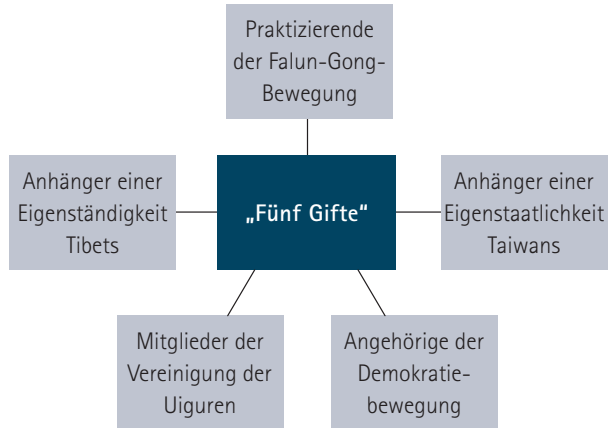 Praktizierende
der Falun-Gong-
Bewegung
Anhänger einer
Eigenständigkeit
Tibets
„Fünf Gifte“
Anhänger einer
Eigenstaatlichkeit
Taiwans
Mitglieder der
Vereinigung der
Uiguren
Angehörige der
Demokratie-
bewegung